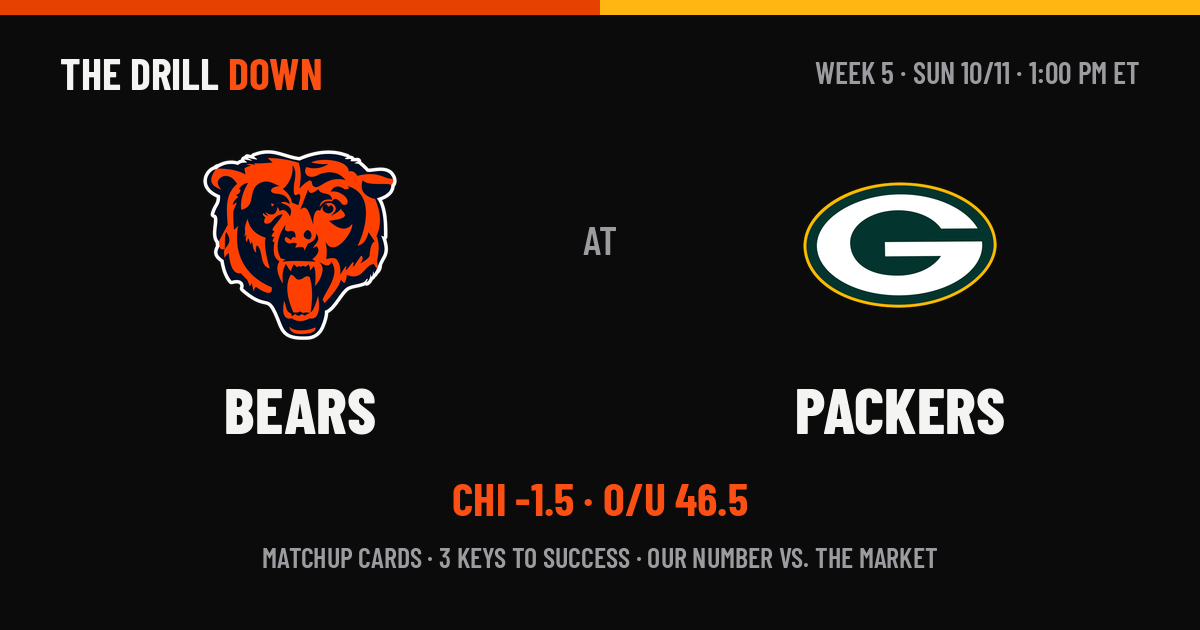 THE DRILL DOWN
WEEK 5 · SUN 10/11 · 1:00 PM ET
AT
G
BEARS
PACKERS
CHI -1.5 · O/U 46.5
MATCHUP CARDS · 3 KEYS TO SUCCESS · OUR NUMBER VS. THE MARKET